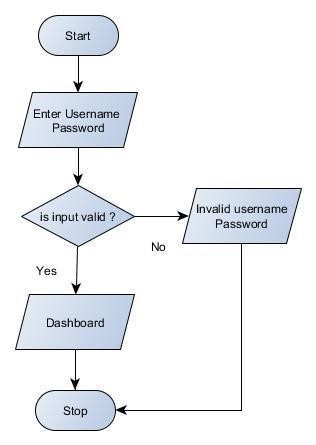 Start
Enter Username
Password
is input valid ?
No
Invalid username
Password
Yes
Dashboard
Stop